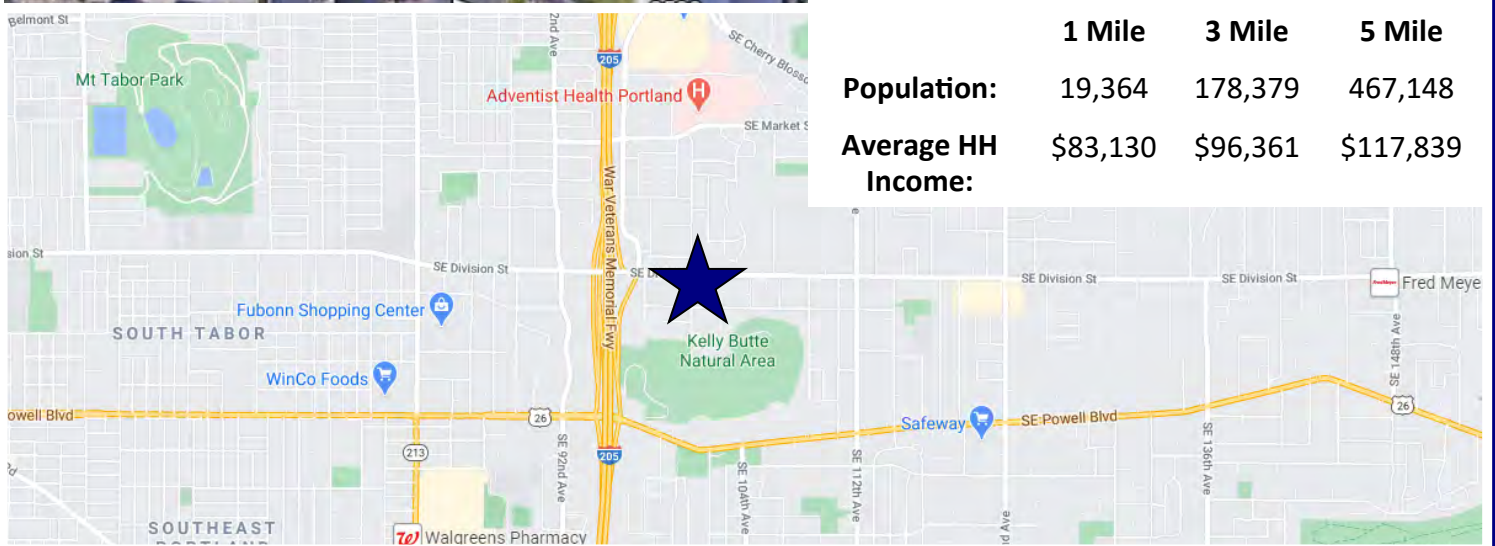 1 Mile 3 Mile 5 Mile
Population: 19,364 178,379 467,148
Average HH $83,130 $96,361 $117,839
Income:
Belmont St
Mt Tabor Park
2nd Ave
205
SE Cherry Blosso
Adventist Health Portland H
SE Market S
War Veterans Memorial Fwy
sion St
SE Division St
SE D
SE Division St
SE Division St
Fred Meye
Fubonn Shopping Center
SOUTH TABOR
Kelly Butte
Natural Area
SE 148th Ave
WinCo Foods
owell Blvd
26
Safeway
SE Powell Blvd
26
213
SE 92nd Ave
205
SE 104th Ave
SE 112th Ave
SE 136th Ave
SOUTHEAST
Walgreens Pharmacy